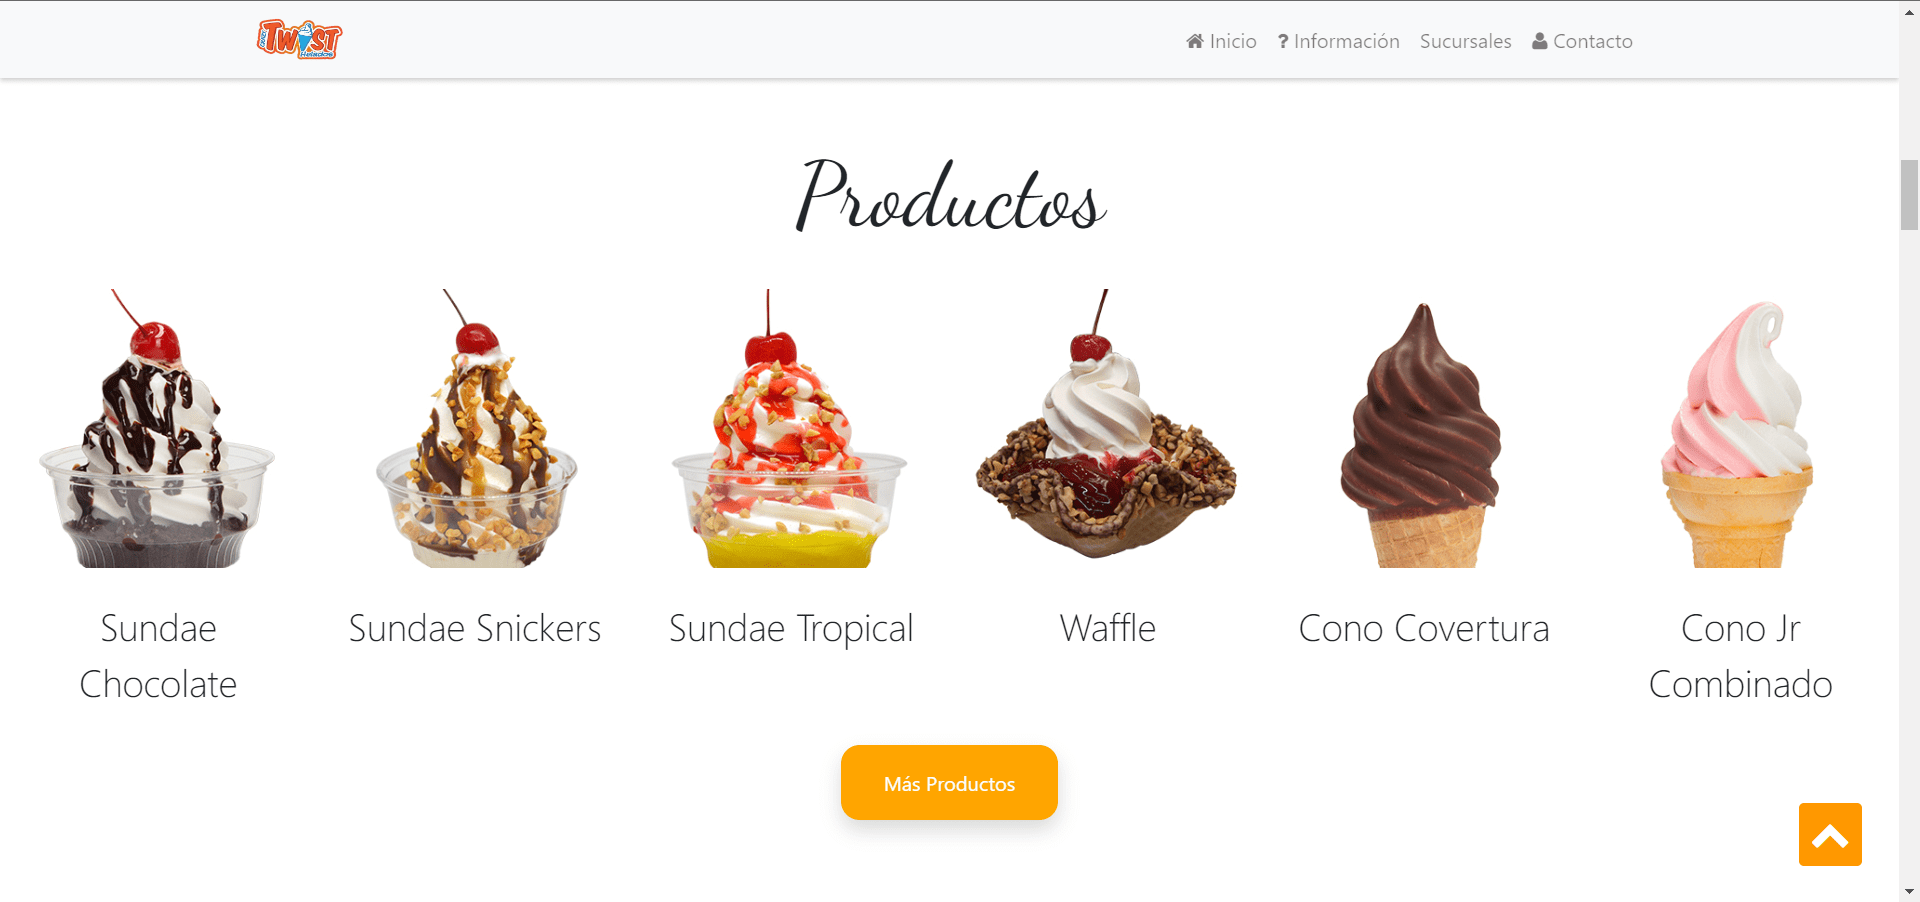 TWIST
Helados
Inicio
? Información
Sucursales
Contacto
Productos
Sundae
Chocolate
Sundae Snickers
Sundae Tropical
Waffle
Cono Covertura
Cono Jr
Combinado
Más Productos